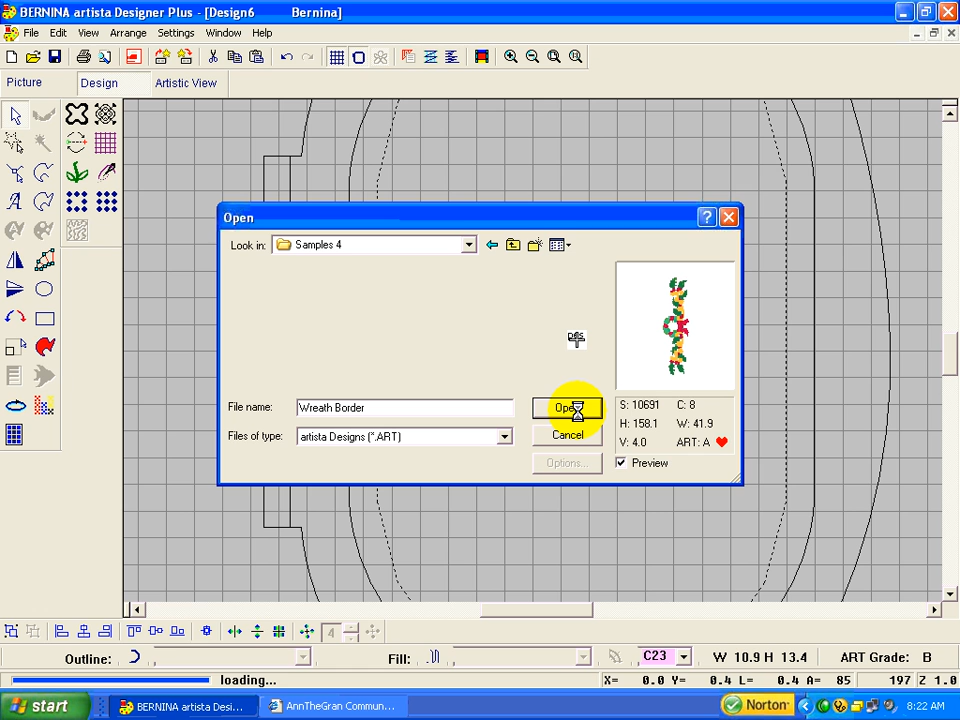 BERNINA artista Designer Plus - [Design6 Bernina]
File Edit View Arrange Settings Window Help
Picture Design Artistic View
Open
Look in: Samples 4
File name: Wreath Border
Open
Files of type: artista Designs (*.ART)
Cancel
Options...
S: 10691 C: 8
H: 158.1 W: 41.9
V: 4.0 ART: A
Preview
4
Outline: Fill: C23 W 10.9 H 13.4 ART Grade: B
loading... X= 0.0 Y= 0.4 L= 0.4 A= 85 197 Z 1.0
start BERNINA artista Desi... AnnTheGran Commun... Norton 8:22 AM